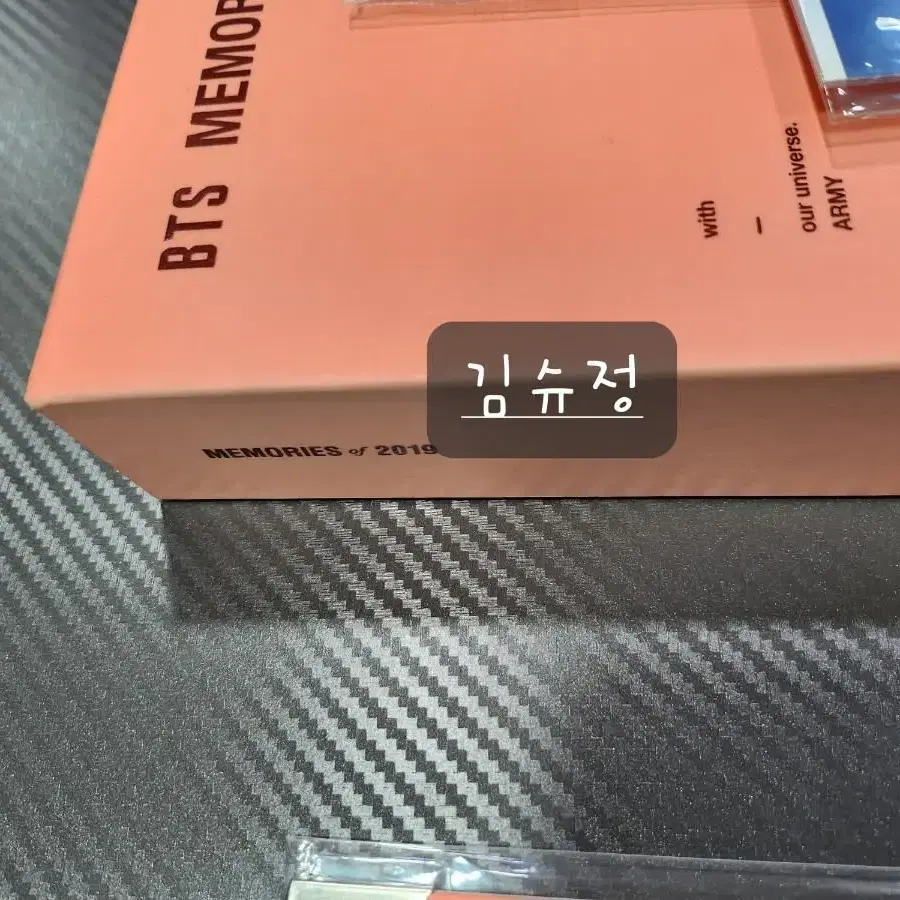 BTS MEMOR
with
–
our universe.
ARMY
김슈정
MEMORIES of 2019